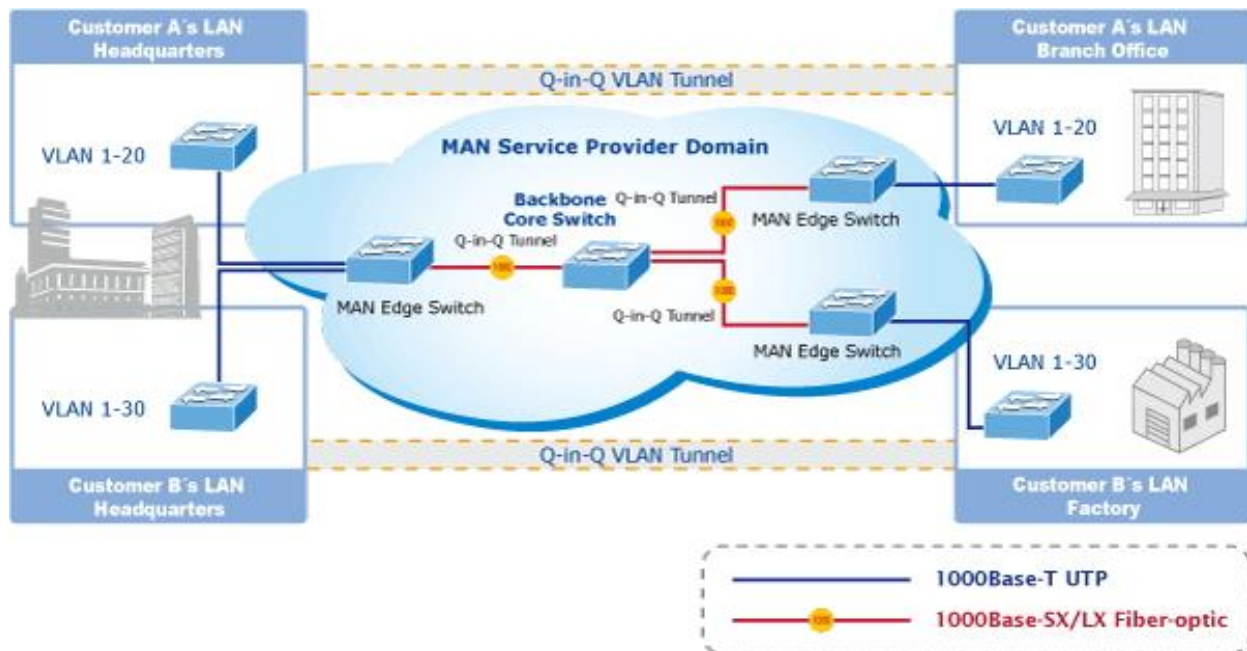 Customer A´s LAN
Headquarters
Customer A´s LAN
Branch Office
Q-in-Q VLAN Tunnel
VLAN 1-20
VLAN 1-20
MAN Service Provider Domain
Q-in-Q Tunnel
Backbone
Core Switch
MAN Edge Switch
Q-in-Q Tunnel
MAN Edge Switch
Q-in-Q Tunnel
MAN Edge Switch
VLAN 1-30
VLAN 1-30
Q-in-Q VLAN Tunnel
Customer B´s LAN
Headquarters
Customer B´s LAN
Factory
1000Base-T UTP
1000Base-SX/LX Fiber-optic